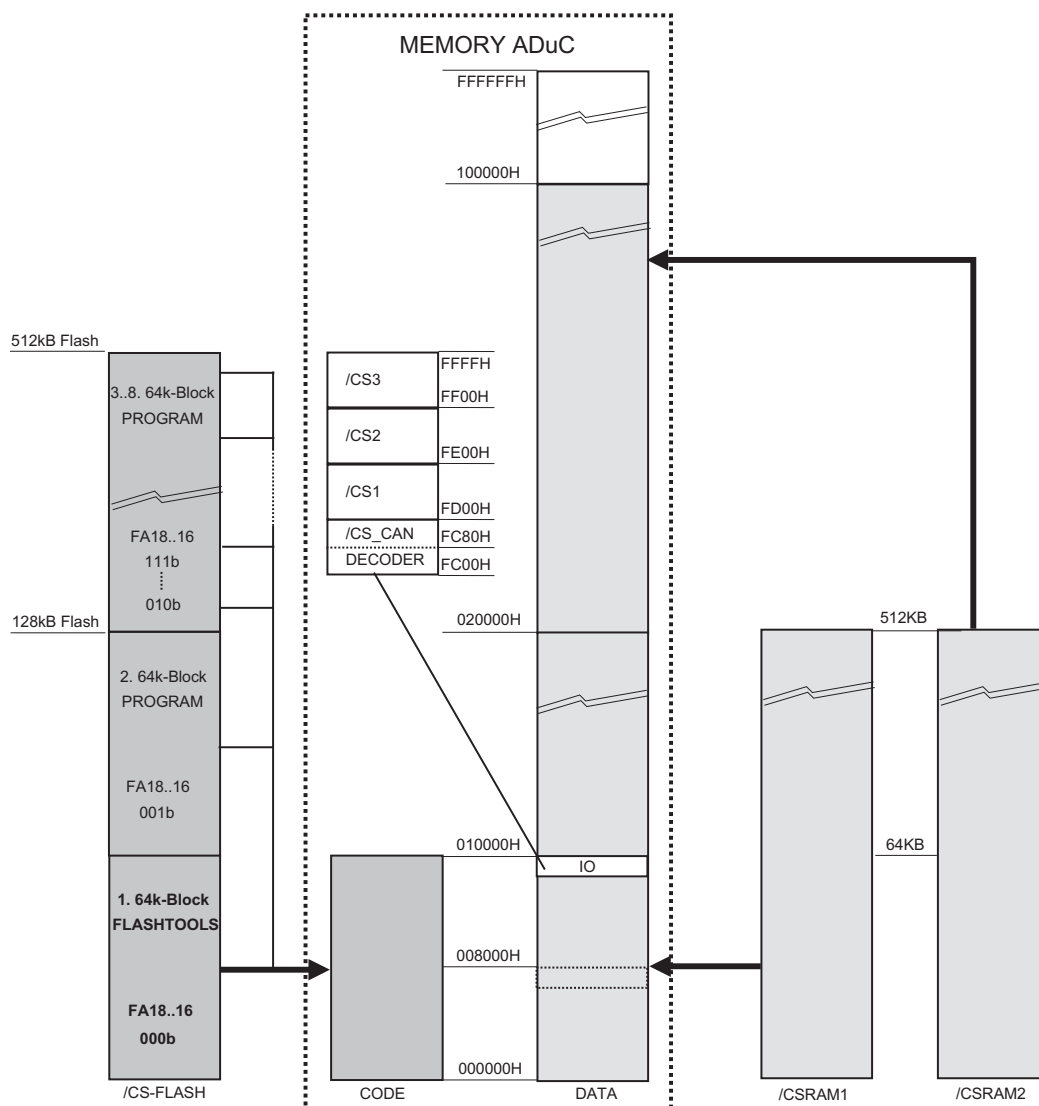 MEMORY ADuC
FFFFFFH
100000H
512kB Flash
3..8. 64k-Block
PROGRAM
FA18..16
111b
010b
128kB Flash
2. 64k-Block
PROGRAM
FA18..16
001b
1. 64k-Block
FLASHTOOLS
FA18..16
000b
/CS-FLASH
/CS3
FFFFH
FF00H
/CS2
FE00H
/CS1
FD00H
/CS_CAN
FC80H
DECODER
FC00H
020000H
010000H
IO
008000H
000000H
CODE
DATA
512KB
64KB
/CSRAM1
/CSRAM2